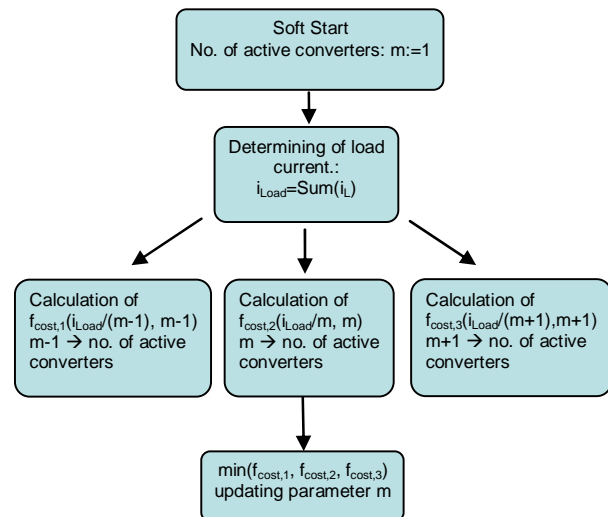 Soft Start
No. of active converters: m:=1
Determining of load
current.:
iLoad=Sum(iL)
Calculation of
fcost,1(iLoad/(m-1), m-1)
m-1 → no. of active
converters
Calculation of
fcost,2(iLoad/m, m)
m → no. of active
converters
Calculation of
fcost,3(iLoad/(m+1),m+1)
m+1 → no. of active
converters
min(fcost,1, fcost,2, fcost,3)
updating parameter m